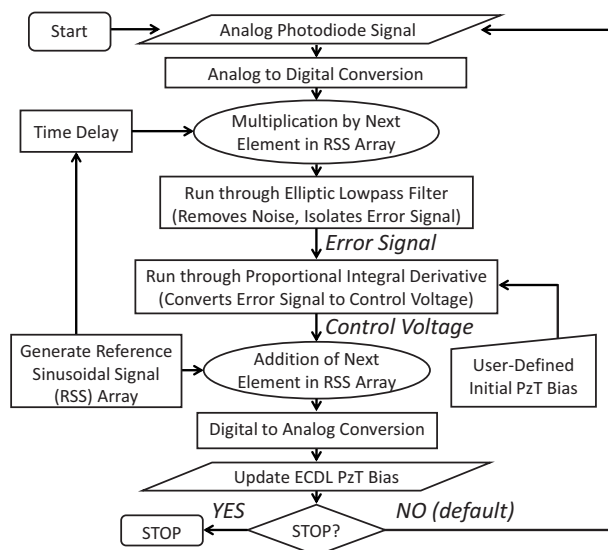 Start
Analog Photodiode Signal
Analog to Digital Conversion
Time Delay
Multiplication by Next
Element in RSS Array
Run through Elliptic Lowpass Filter
(Removes Noise, Isolates Error Signal)
Error Signal
Run through Proportional Integral Derivative
(Converts Error Signal to Control Voltage)
Control Voltage
Generate Reference
Sinusoidal Signal
(RSS) Array
Addition of Next
Element in RSS Array
User-Defined
Initial PzT Bias
Digital to Analog Conversion
Update ECDL PzT Bias
YES
NO (default)
STOP
STOP?